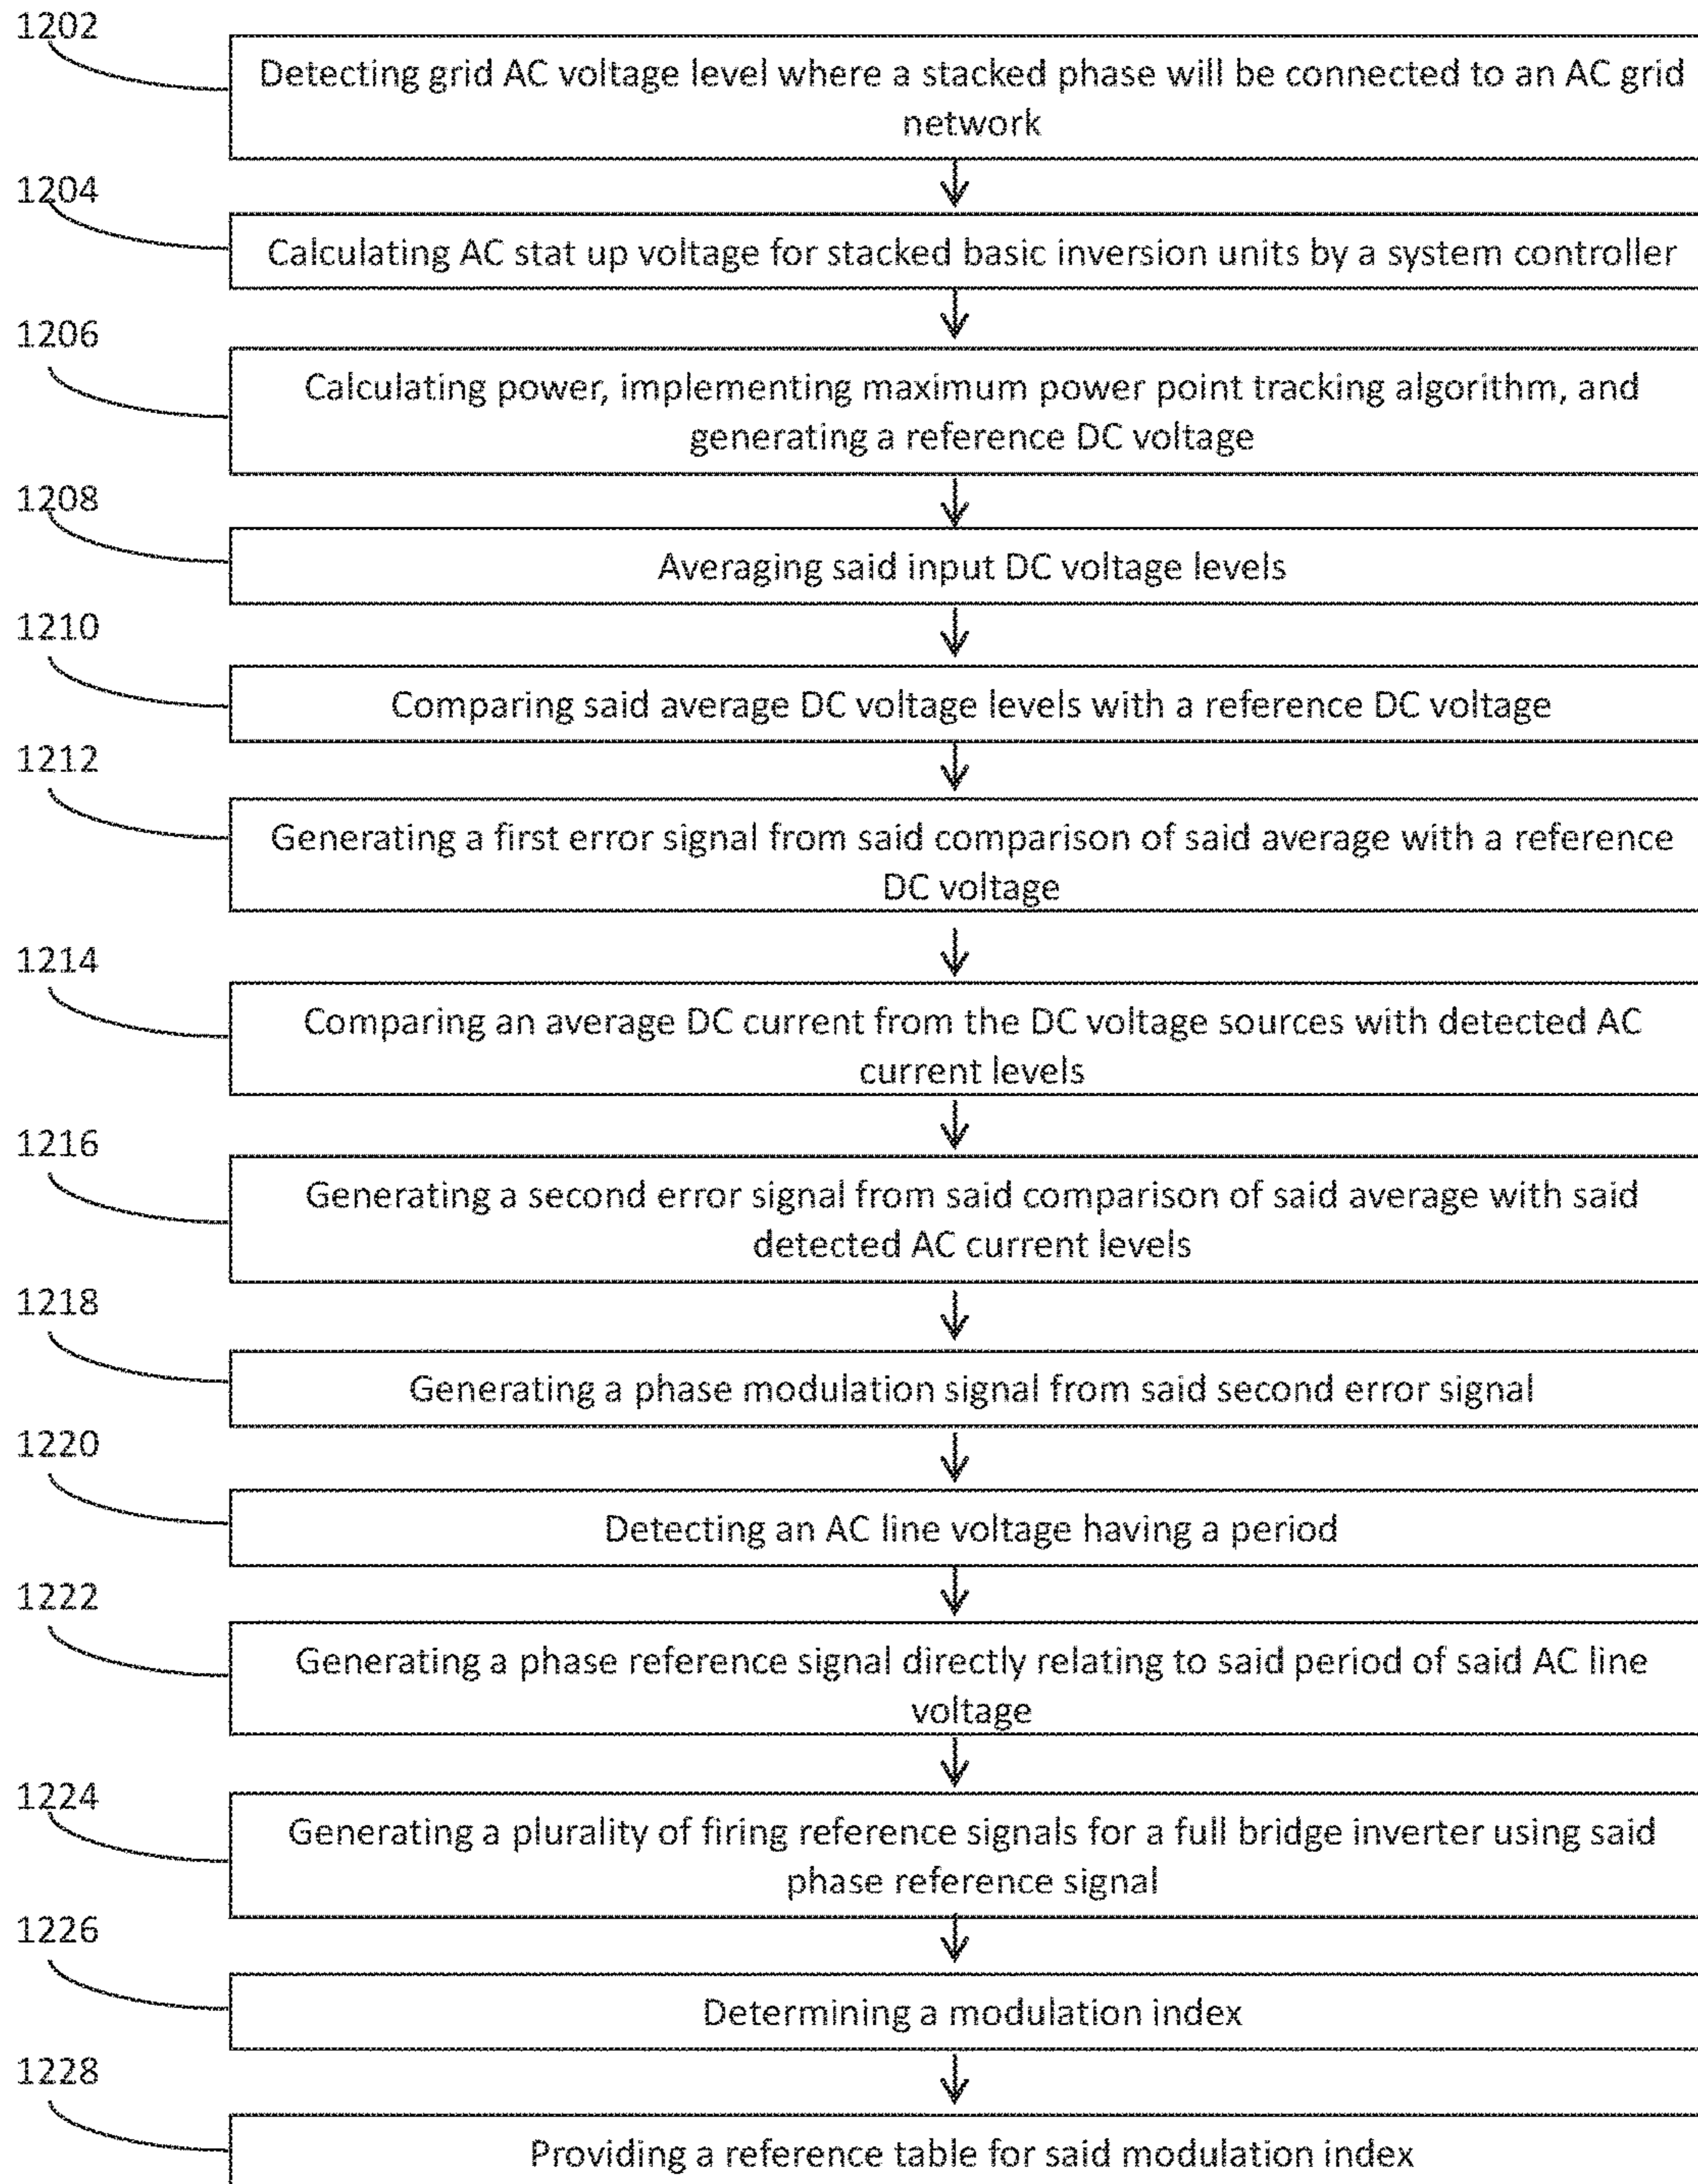 1202
Detecting grid AC voltage level where a stacked phase will be connected to an AC grid
network
1204
Calculating AC stat up voltage for stacked basic inversion units by a system controller
1206
Calculating power, implementing maximum power point tracking algorithm, and
generating a reference DC voltage
1208
Averaging said input DC voltage levels
1210
Comparing said average DC voltage levels with a reference DC voltage
1212
Generating a first error signal from said comparison of said average with a reference
DC voltage
1214
Comparing an average DC current from the DC voltage sources with detected AC
current levels
1216
Generating a second error signal from said comparison of said average with said
detected AC current levels
1218
Generating a phase modulation signal from said second error signal
1220
Detecting an AC line voltage having a period
1222
Generating a phase reference signal directly relating to said period of said AC line
voltage
1224
Generating a plurality of firing reference signals for a full bridge inverter using said
phase reference signal
1226
Determining a modulation index
1228
Providing a reference table for said modulation index